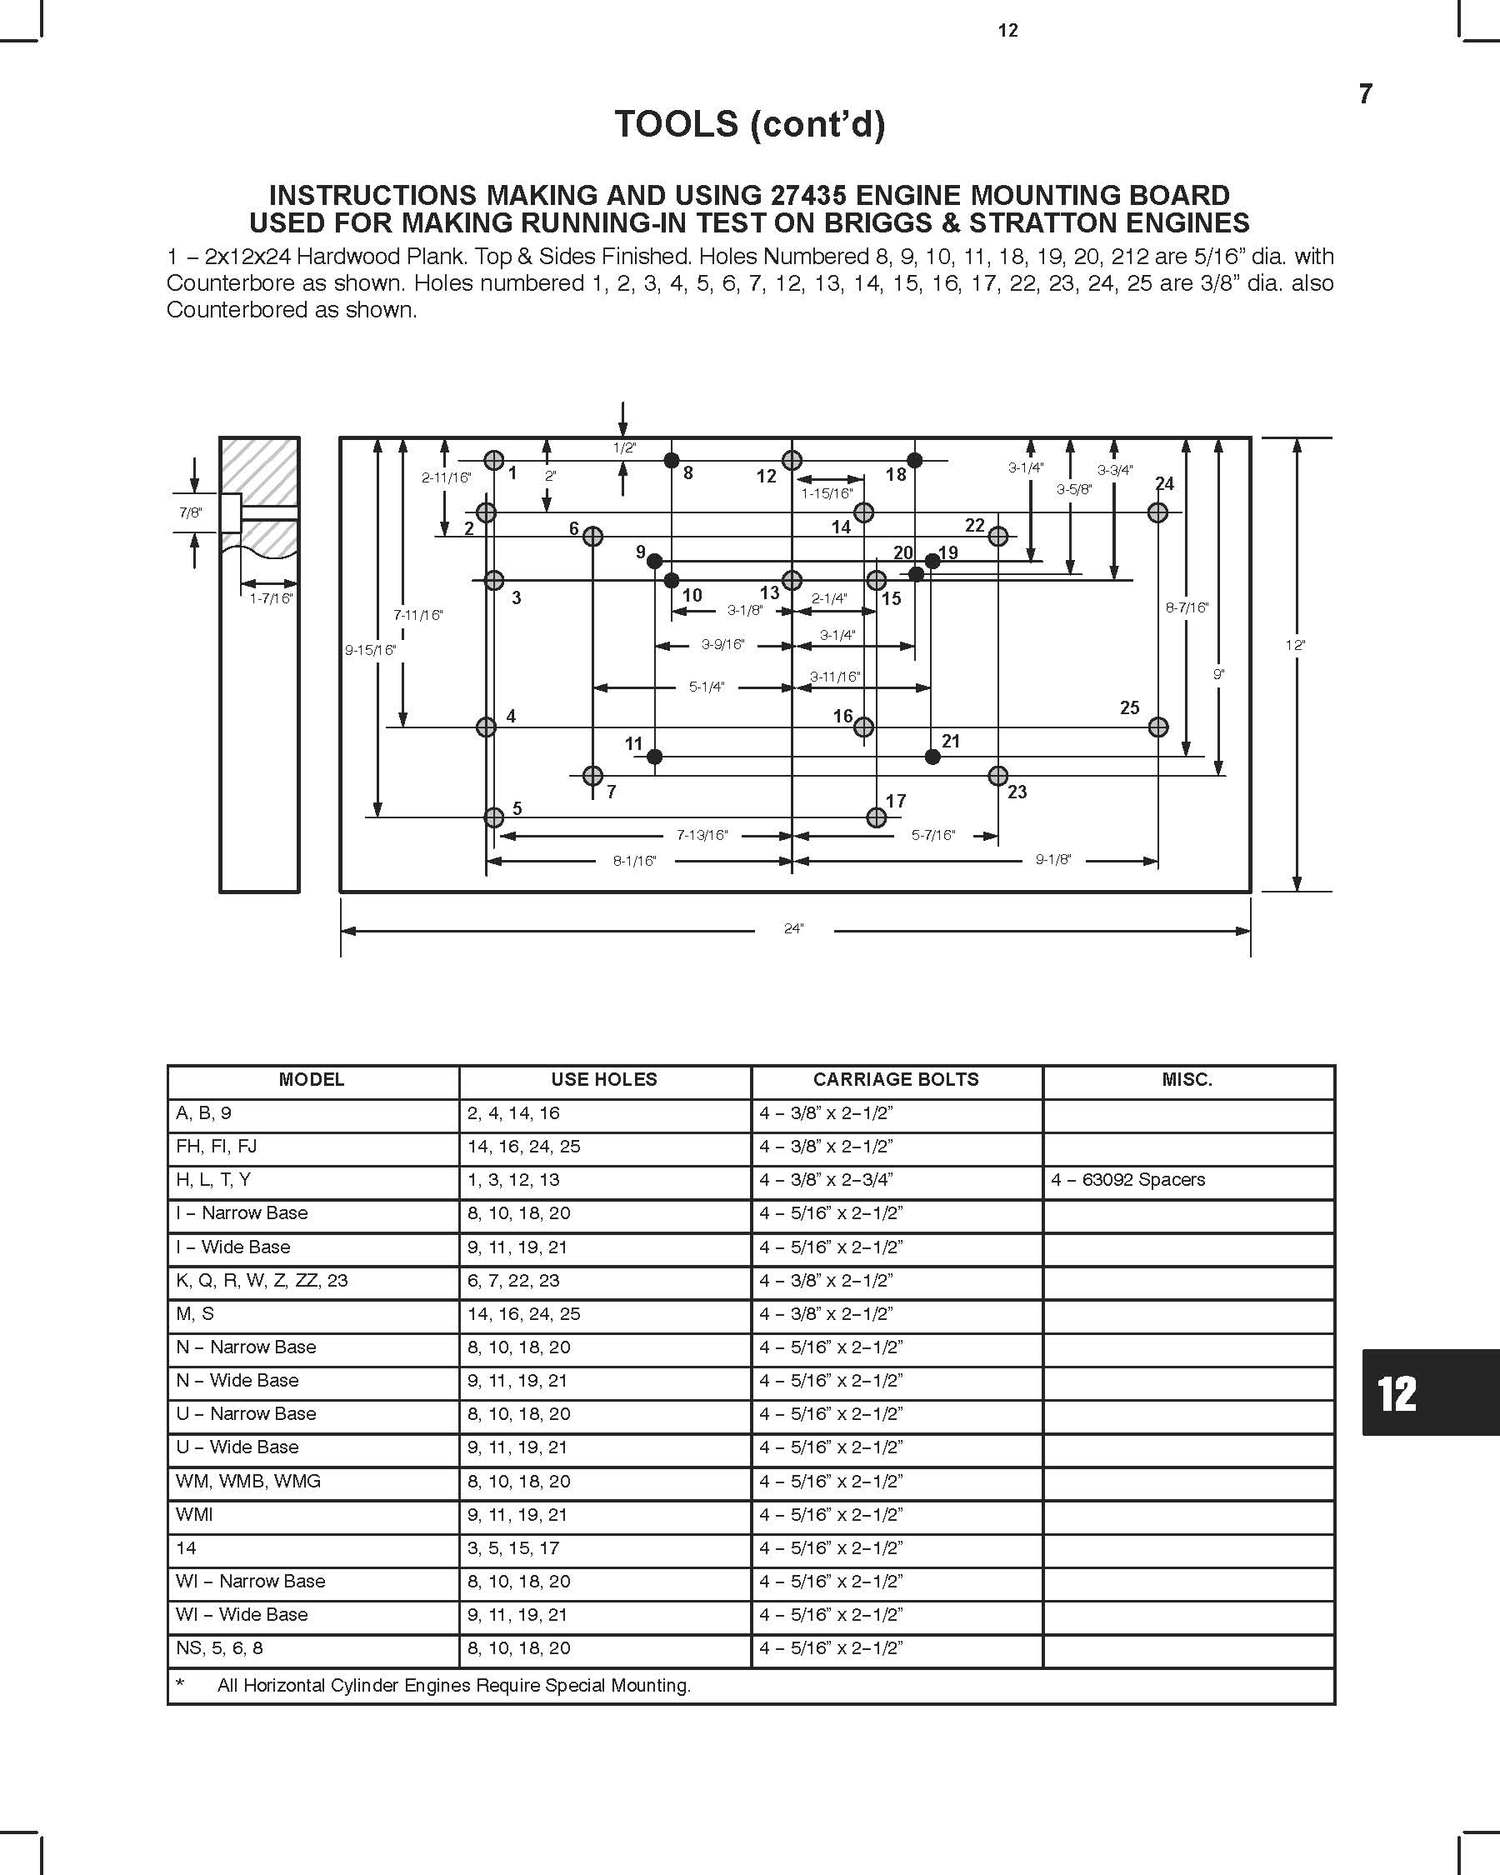 12
7
TOOLS (cont’d)
INSTRUCTIONS MAKING AND USING 27435 ENGINE MOUNTING BOARD
USED FOR MAKING RUNNING-IN TEST ON BRIGGS & STRATTON ENGINES
1 – 2x12x24 Hardwood Plank. Top & Sides Finished. Holes Numbered 8, 9, 10, 11, 18, 19, 20, 212 are 5/16” dia. with
Counterbore as shown. Holes numbered 1, 2, 3, 4, 5, 6, 7, 12, 13, 14, 15, 16, 17, 22, 23, 24, 25 are 3/8” dia. also
Counterbored as shown.
1/2"
2-11/16" 1 2" 8 12 18 3-1/4" 3-3/4"
1-15/16" 3-5/8" 24
7/8"
2 6 14 22
9 20 19
1-7/16" 3 10 13 2-1/4" 15
7-11/16" 3-1/8" 8-7/16"
9-15/16" 3-9/16" 3-1/4" 12"
5-1/4" 3-11/16" 9"
4 16 25
11 21
7 23
5 17
7-13/16" 5-7/16"
8-1/16" 9-1/8"
24"
MODEL USE HOLES CARRIAGE BOLTS MISC.
A, B, 9 2, 4, 14, 16 4 – 3/8” x 2–1/2”
FH, FI, FJ 14, 16, 24, 25 4 – 3/8” x 2–1/2”
H, L, T, Y 1, 3, 12, 13 4 – 3/8” x 2–3/4” 4 – 63092 Spacers
I – Narrow Base 8, 10, 18, 20 4 – 5/16” x 2–1/2”
I – Wide Base 9, 11, 19, 21 4 – 5/16” x 2–1/2”
K, Q, R, W, Z, ZZ, 23 6, 7, 22, 23 4 – 3/8” x 2–1/2”
M, S 14, 16, 24, 25 4 – 3/8” x 2–1/2”
N – Narrow Base 8, 10, 18, 20 4 – 5/16” x 2–1/2”
N – Wide Base 9, 11, 19, 21 4 – 5/16” x 2–1/2”
U – Narrow Base 8, 10, 18, 20 4 – 5/16” x 2–1/2”
U – Wide Base 9, 11, 19, 21 4 – 5/16” x 2–1/2”
WM, WMB, WMG 8, 10, 18, 20 4 – 5/16” x 2–1/2”
WMI 9, 11, 19, 21 4 – 5/16” x 2–1/2”
14 3, 5, 15, 17 4 – 5/16” x 2–1/2”
WI – Narrow Base 8, 10, 18, 20 4 – 5/16” x 2–1/2”
WI – Wide Base 9, 11, 19, 21 4 – 5/16” x 2–1/2”
NS, 5, 6, 8 8, 10, 18, 20 4 – 5/16” x 2–1/2”
* All Horizontal Cylinder Engines Require Special Mounting.
12